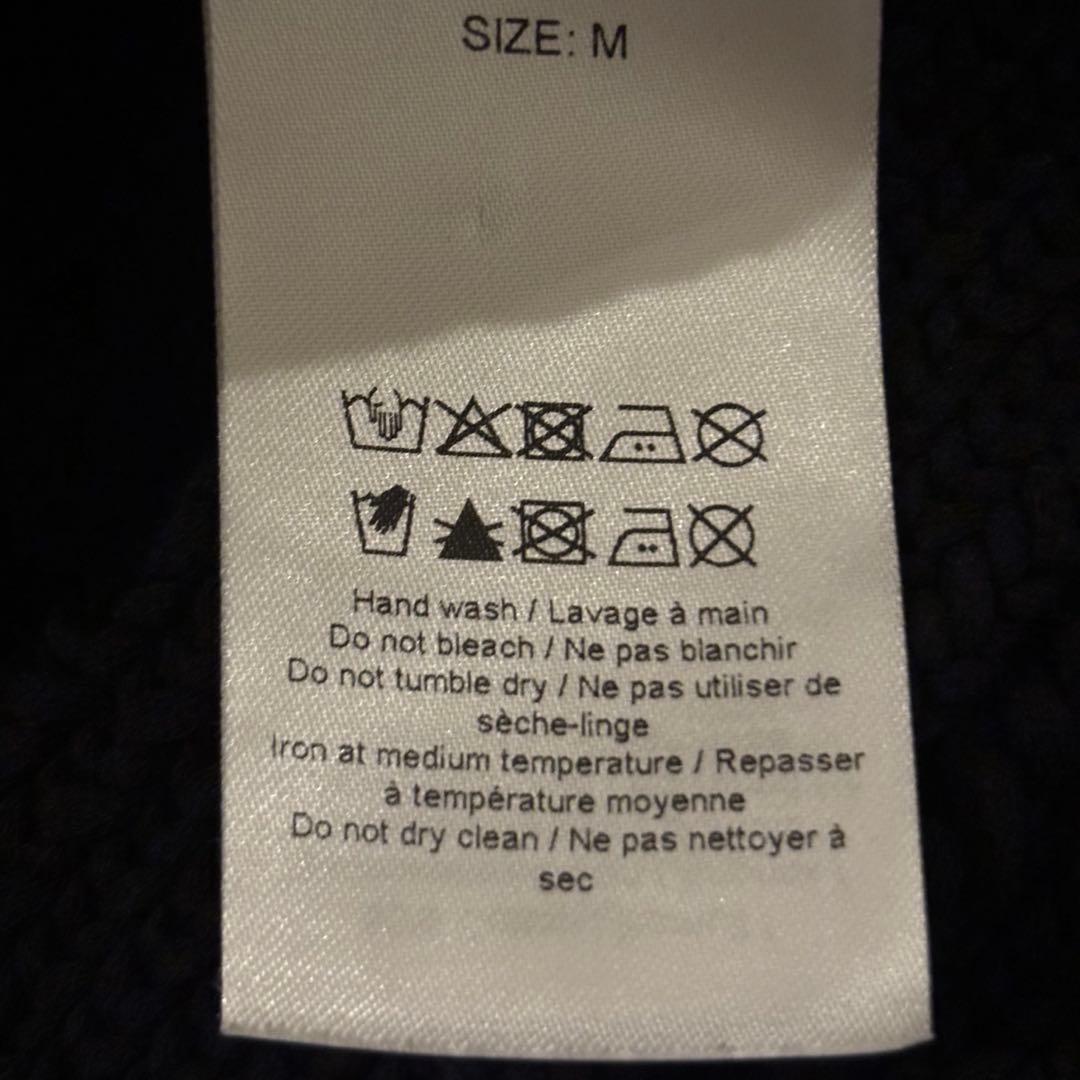 SIZE: M
Hand wash / Lavage à main
Do not bleach / Ne pas blanchir
Do not tumble dry / Ne pas utiliser de
sèche-linge
Iron at medium temperature / Repasser
à température moyenne
Do not dry clean / Ne pas nettoyer à
sec